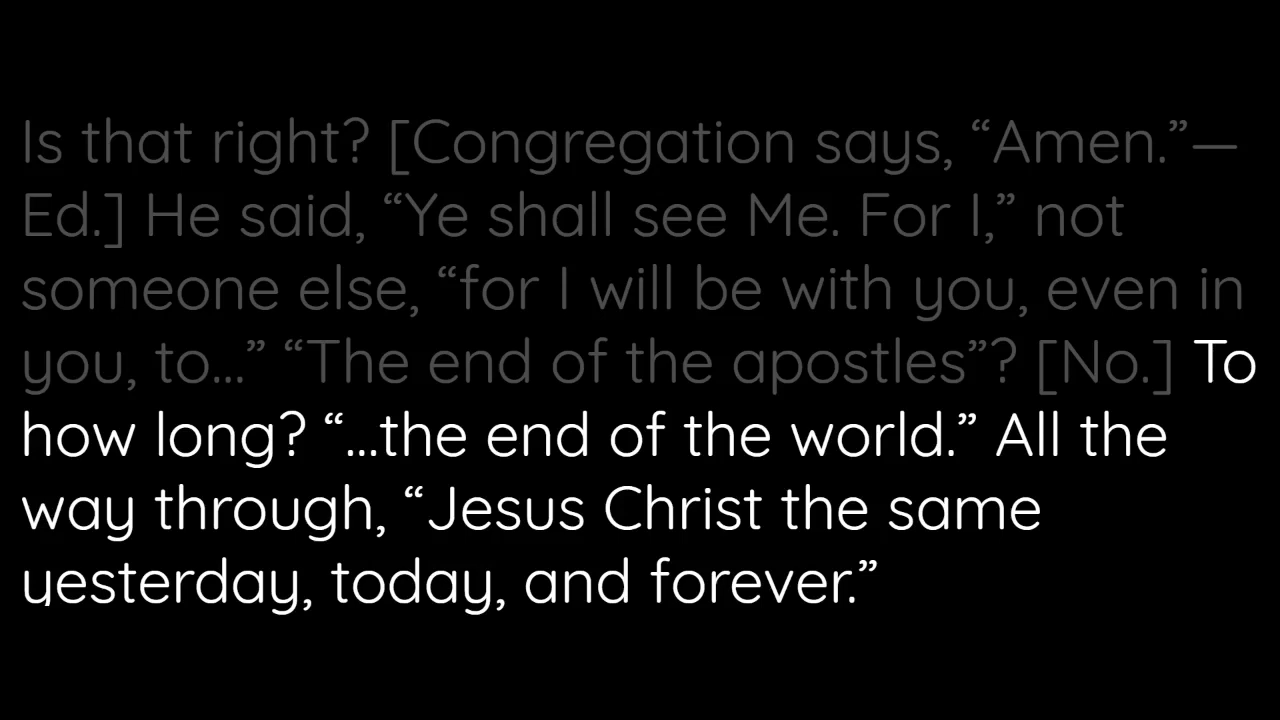 Is that right? [Congregation says, “Amen.”—
Ed.] He said, “Ye shall see Me. For I,” not
someone else, “for I will be with you, even in
you, to...” “The end of the apostles”? [No.] To
how long? “...the end of the world.” All the
way through, “Jesus Christ the same
yesterday, today, and forever.”